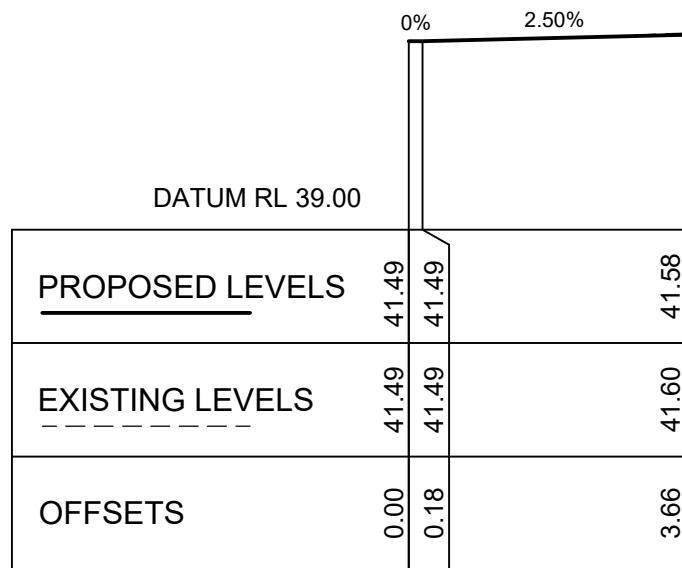 0% 2.50%
DATUM RL 39.00
PROPOSED LEVELS 41.49 41.49 41.58
EXISTING LEVELS 41.49 41.49 41.60
OFFSETS 0.00 0.18 3.66